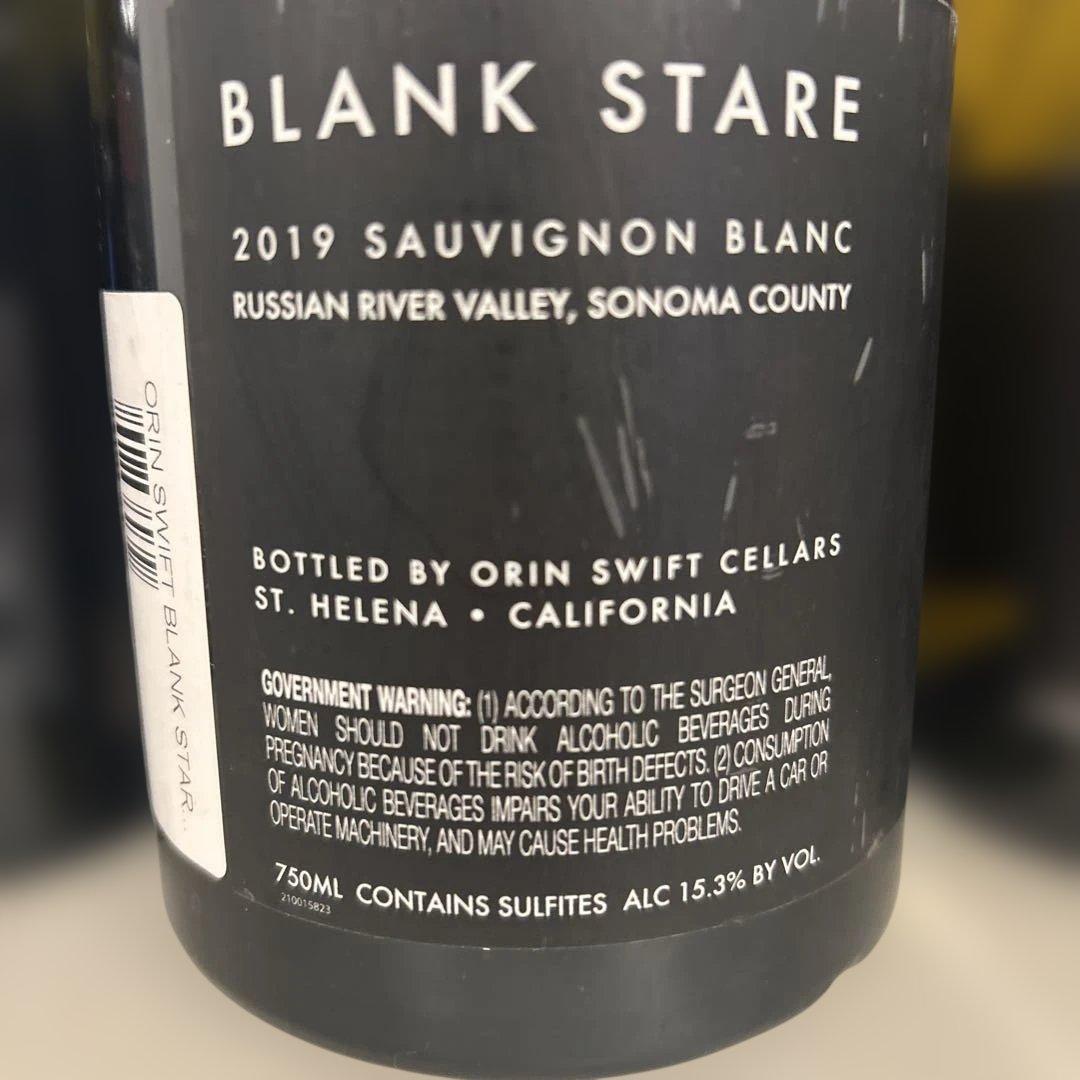 BLANK STARE
2019 SAUVIGNON BLANC
RUSSIAN RIVER VALLEY, SONOMA COUNTY
BOTTLED BY ORIN SWIFT CELLARS
ST. HELENA • CALIFORNIA
GOVERNMENT WARNING: (1) ACCORDING TO THE SURGEON GENERAL,
WOMEN SHOULD NOT DRINK ALCOHOLIC BEVERAGES DURING
PREGNANCY BECAUSE OF THE RISK OF BIRTH DEFECTS. (2) CONSUMPTION
OF ALCOHOLIC BEVERAGES IMPAIRS YOUR ABILITY TO DRIVE A CAR OR
OPERATE MACHINERY, AND MAY CAUSE HEALTH PROBLEMS.
750ML CONTAINS SULFITES ALC 15.3% BY VOL.
210015823
ORIN SWIFT BLANK STAR...